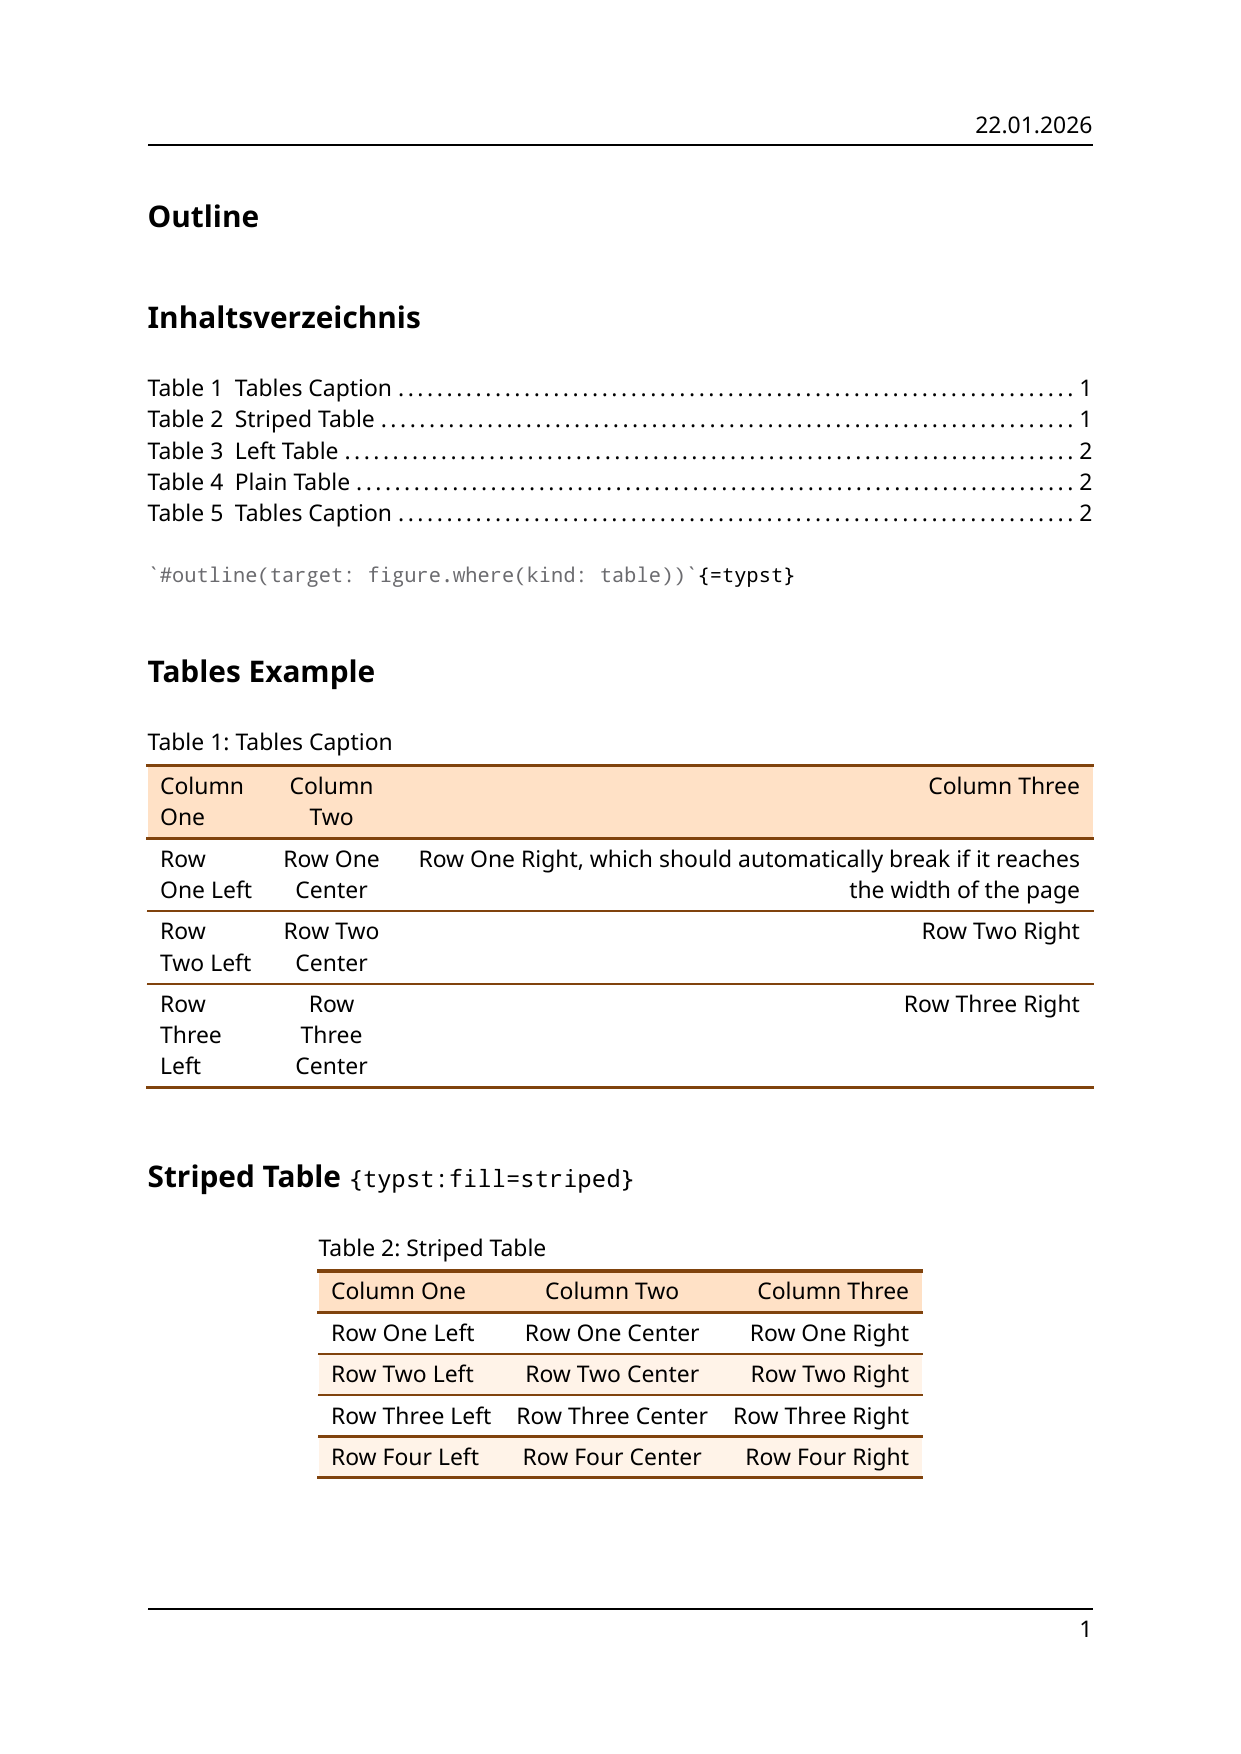 22.01.2026
Outline
Inhaltsverzeichnis
Table 1 Tables Caption ........................................................................ 1
Table 2 Striped Table .......................................................................... 1
Table 3 Left Table .............................................................................. 2
Table 4 Plain Table ............................................................................. 2
Table 5 Tables Caption ........................................................................ 2
`#outline(target: figure.where(kind: table))`{=typst}
Tables Example
Table 1: Tables Caption
Column Column Column Three
One Two
Row Row One Row One Right, which should automatically break if it reaches
One Left Center the width of the page
Row Row Two Row Two Right
Two Left Center
Row Row Row Three Right
Three Three
Left Center
Striped Table {typst:fill=striped}
Table 2: Striped Table
Column One Column Two Column Three
Row One Left Row One Center Row One Right
Row Two Left Row Two Center Row Two Right
Row Three Left Row Three Center Row Three Right
Row Four Left Row Four Center Row Four Right
1